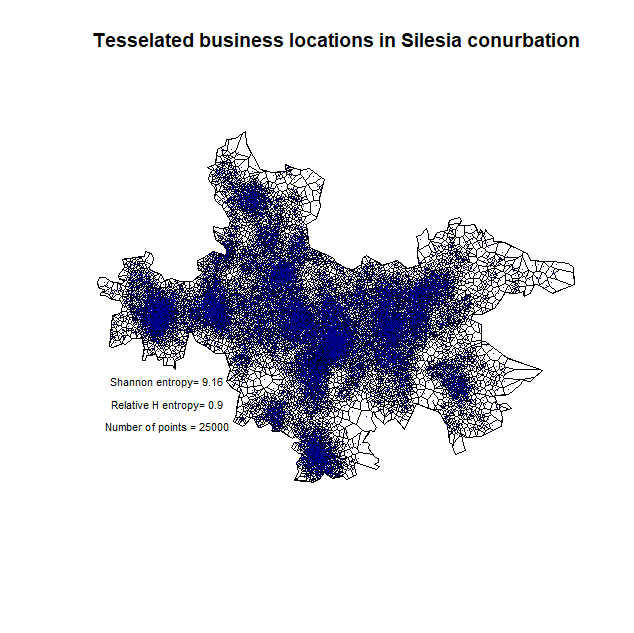 Tesselated business locations in Silesia conurbation
Shannon entropy= 9.16
Relative H entropy= 0.9
Number of points = 25000